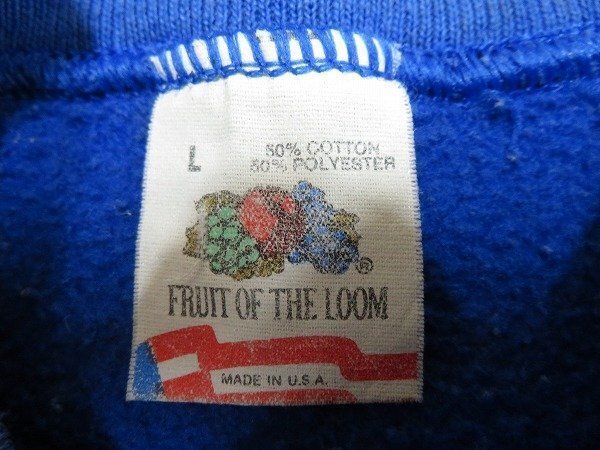 L
50% COTTON
50% POLYESTER
®
FRUIT OF THE LOOM
MADE IN U.S.A.